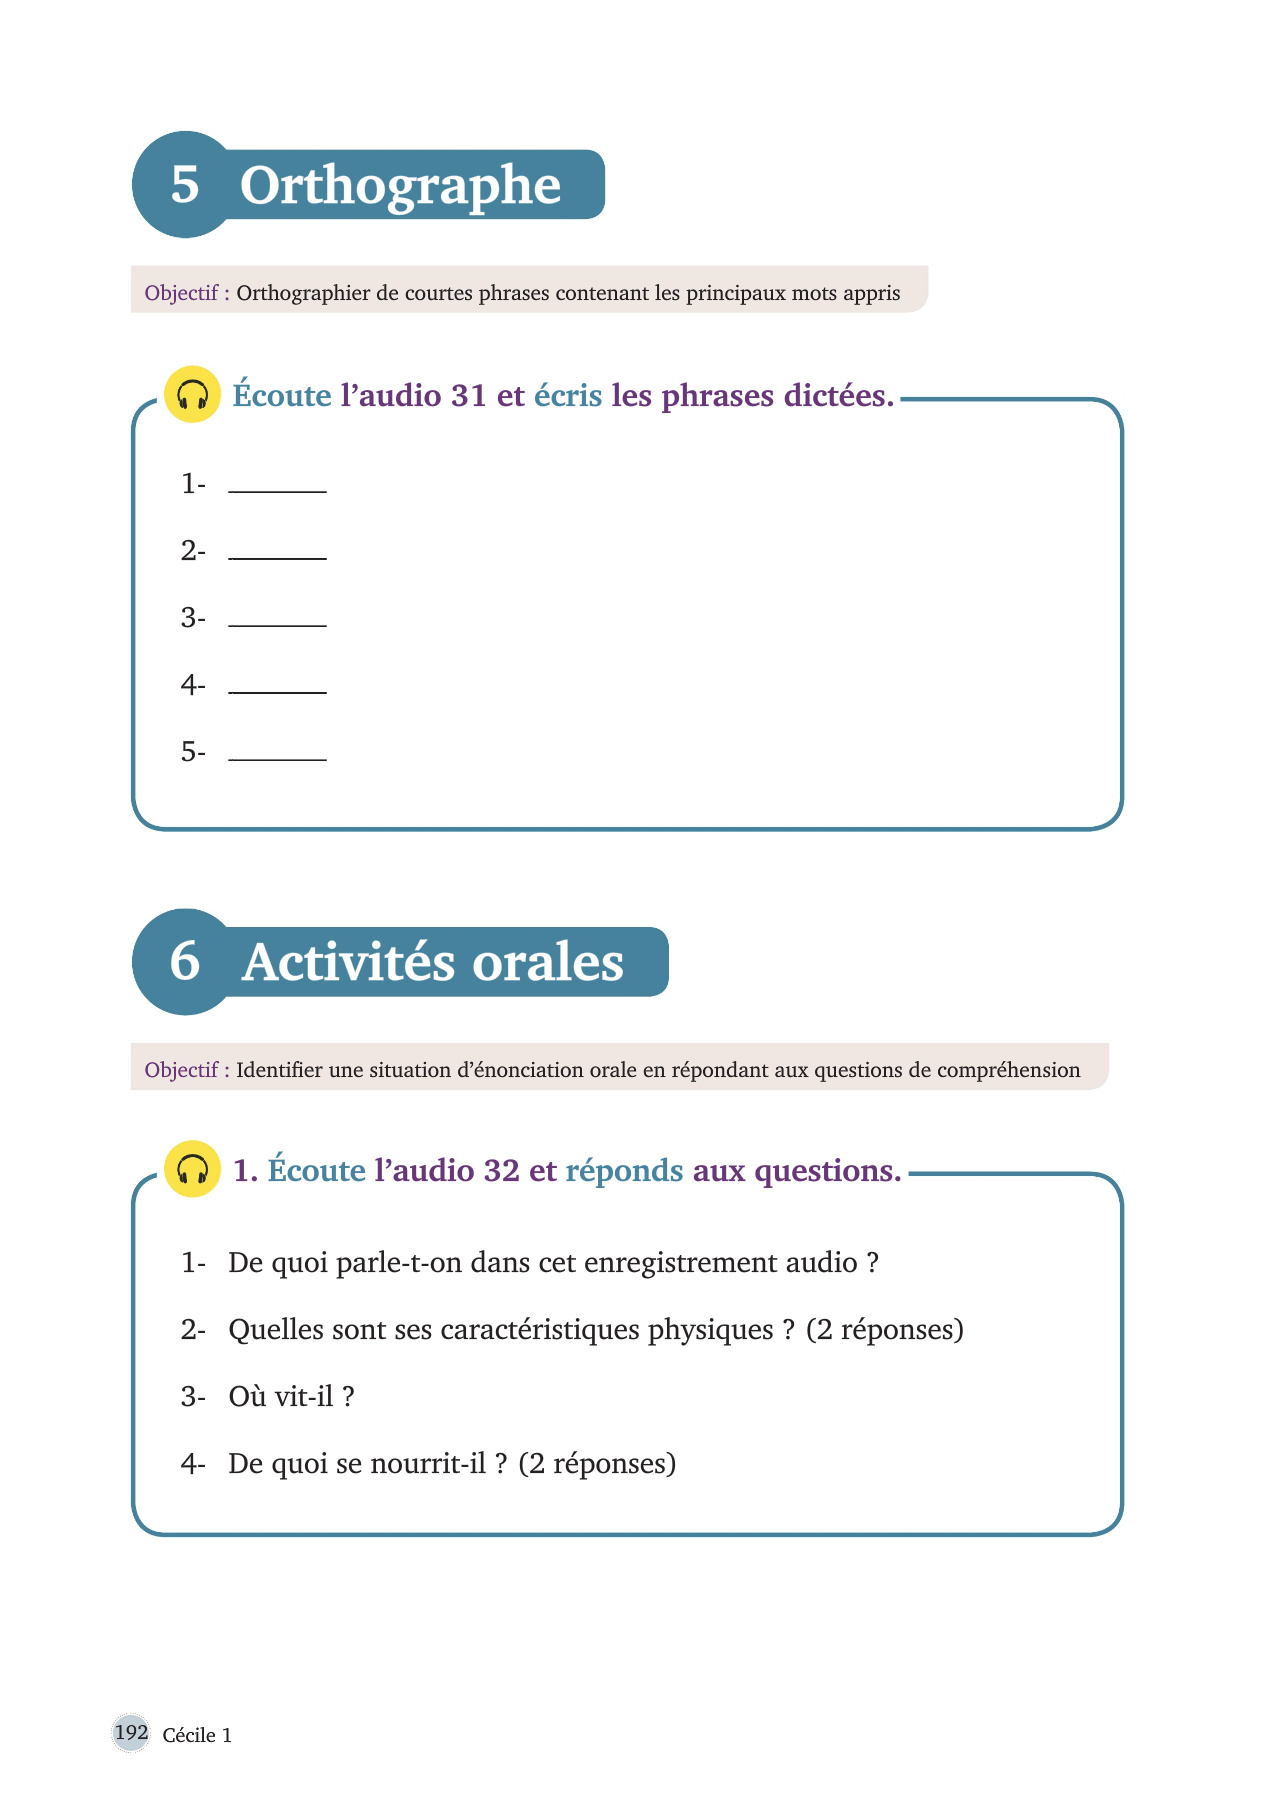 5 Orthographe
Objectif : Orthographier de courtes phrases contenant les principaux mots appris
Écoute l’audio 31 et écris les phrases dictées.
1- _______
2- _______
3- _______
4- _______
5- _______
6 Activités orales
Objectif : Identifier une situation d’énonciation orale en répondant aux questions de compréhension
1. Écoute l’audio 32 et réponds aux questions.
1- De quoi parle-t-on dans cet enregistrement audio ?
2- Quelles sont ses caractéristiques physiques ? (2 réponses)
3- Où vit-il ?
4- De quoi se nourrit-il ? (2 réponses)
192 Cécile 1